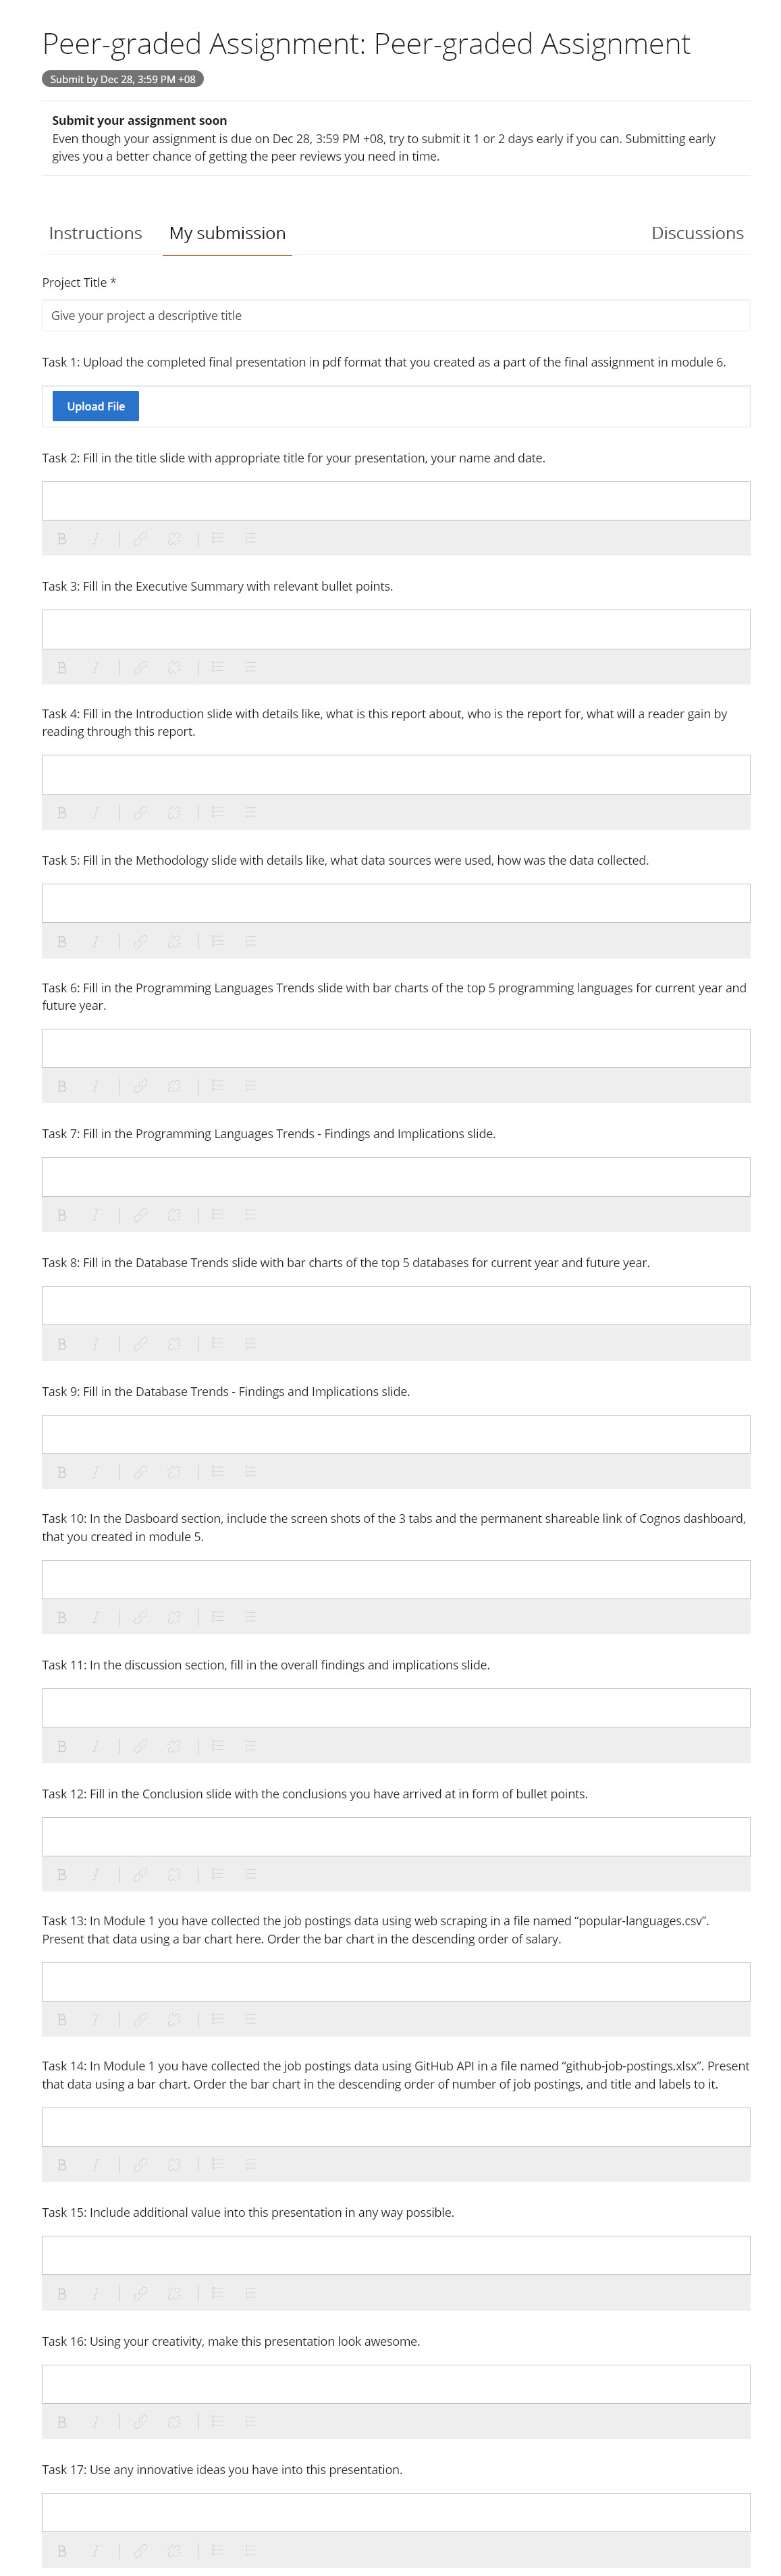 Peer-graded Assignment: Peer-graded Assignment
Submit by Dec 28, 3:59 PM +08
Submit your assignment soon
Even though your assignment is due on Dec 28, 3:59 PM +08, try to submit it 1 or 2 days early if you can. Submitting early
gives you a better chance of getting the peer reviews you need in time.
Instructions My submission Discussions
Project Title *
Give your project a descriptive title
Task 1: Upload the completed final presentation in pdf format that you created as a part of the final assignment in module 6.
Upload File
Task 2: Fill in the title slide with appropriate title for your presentation, your name and date.
B I
Task 3: Fill in the Executive Summary with relevant bullet points.
B I
Task 4: Fill in the Introduction slide with details like, what is this report about, who is the report for, what will a reader gain by
reading through this report.
B I
Task 5: Fill in the Methodology slide with details like, what data sources were used, how was the data collected.
B I
Task 6: Fill in the Programming Languages Trends slide with bar charts of the top 5 programming languages for current year and
future year.
B I
Task 7: Fill in the Programming Languages Trends - Findings and Implications slide.
B I
Task 8: Fill in the Database Trends slide with bar charts of the top 5 databases for current year and future year.
B I
Task 9: Fill in the Database Trends - Findings and Implications slide.
B I
Task 10: In the Dasboard section, include the screen shots of the 3 tabs and the permanent shareable link of Cognos dashboard,
that you created in module 5.
B I
Task 11: In the discussion section, fill in the overall findings and implications slide.
B I
Task 12: Fill in the Conclusion slide with the conclusions you have arrived at in form of bullet points.
B I
Task 13: In Module 1 you have collected the job postings data using web scraping in a file named “popular-languages.csv”.
Present that data using a bar chart here. Order the bar chart in the descending order of salary.
B I
Task 14: In Module 1 you have collected the job postings data using GitHub API in a file named “github-job-postings.xlsx”. Present
that data using a bar chart. Order the bar chart in the descending order of number of job postings, and title and labels to it.
B I
Task 15: Include additional value into this presentation in any way possible.
B I
Task 16: Using your creativity, make this presentation look awesome.
B I
Task 17: Use any innovative ideas you have into this presentation.
B I